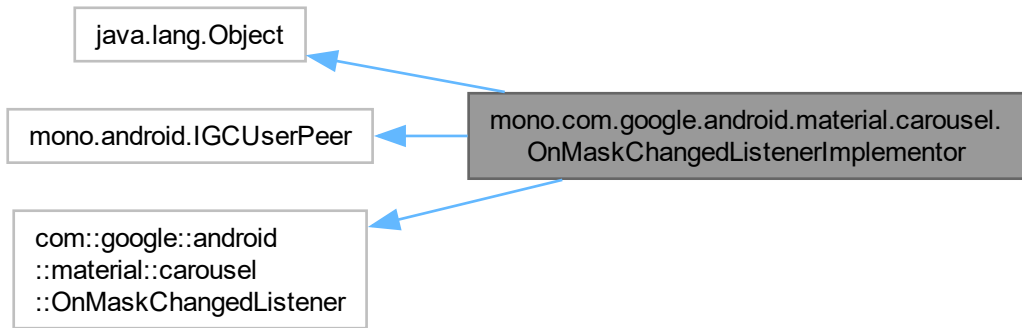 java.lang.Object
mono.android.IGCUserPeer
com::google::android
::material::carousel
::OnMaskChangedListener
mono.com.google.android.material.carousel.
OnMaskChangedListenerImplementor